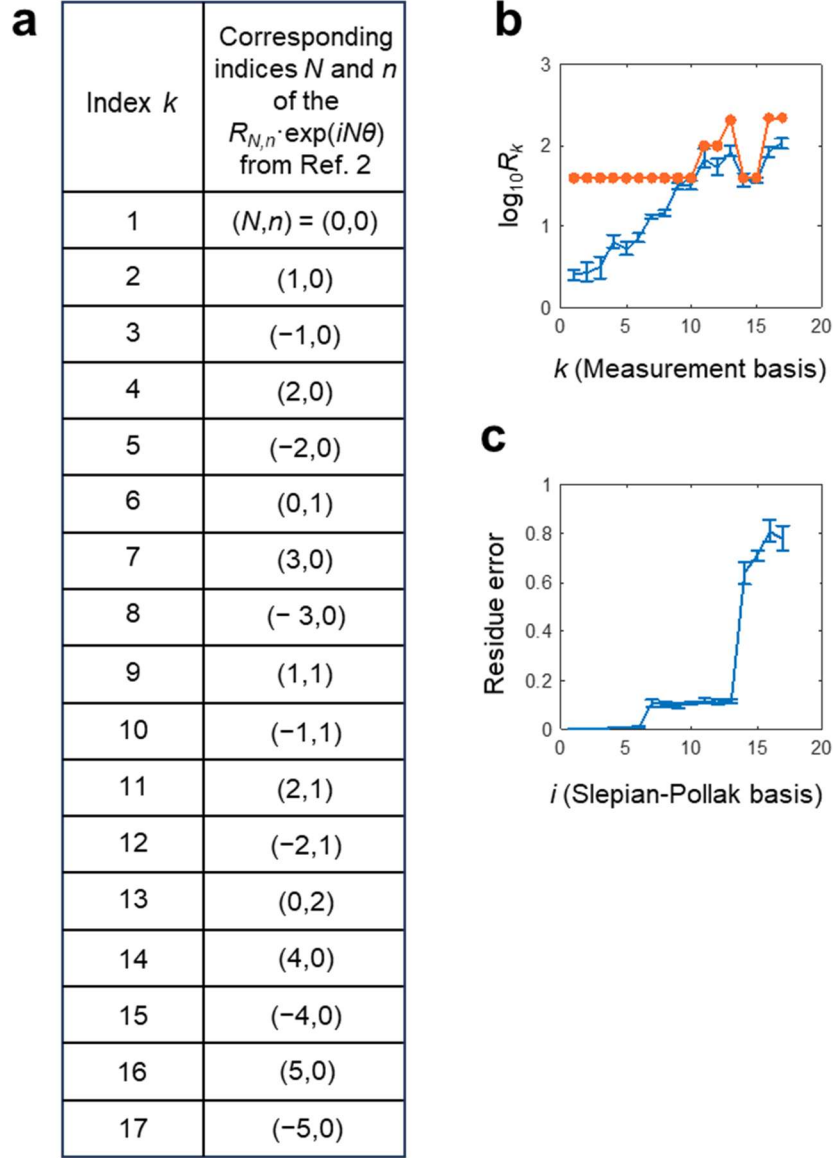 a
Index k
Corresponding
indices N and n
of the
R_{N,n}·exp(iNθ)
from Ref. 2
1 (N,n) = (0,0)
2 (1,0)
3 (−1,0)
4 (2,0)
5 (−2,0)
6 (0,1)
7 (3,0)
8 (− 3,0)
9 (1,1)
10 (−1,1)
11 (2,1)
12 (−2,1)
13 (0,2)
14 (4,0)
15 (−4,0)
16 (5,0)
17 (−5,0)
b
3
2
1
0
log₁₀R_k
0 5 10 15 20
k (Measurement basis)
c
1
0.8
0.6
0.4
0.2
0
Residue error
0 5 10 15 20
i (Slepian-Pollak basis)